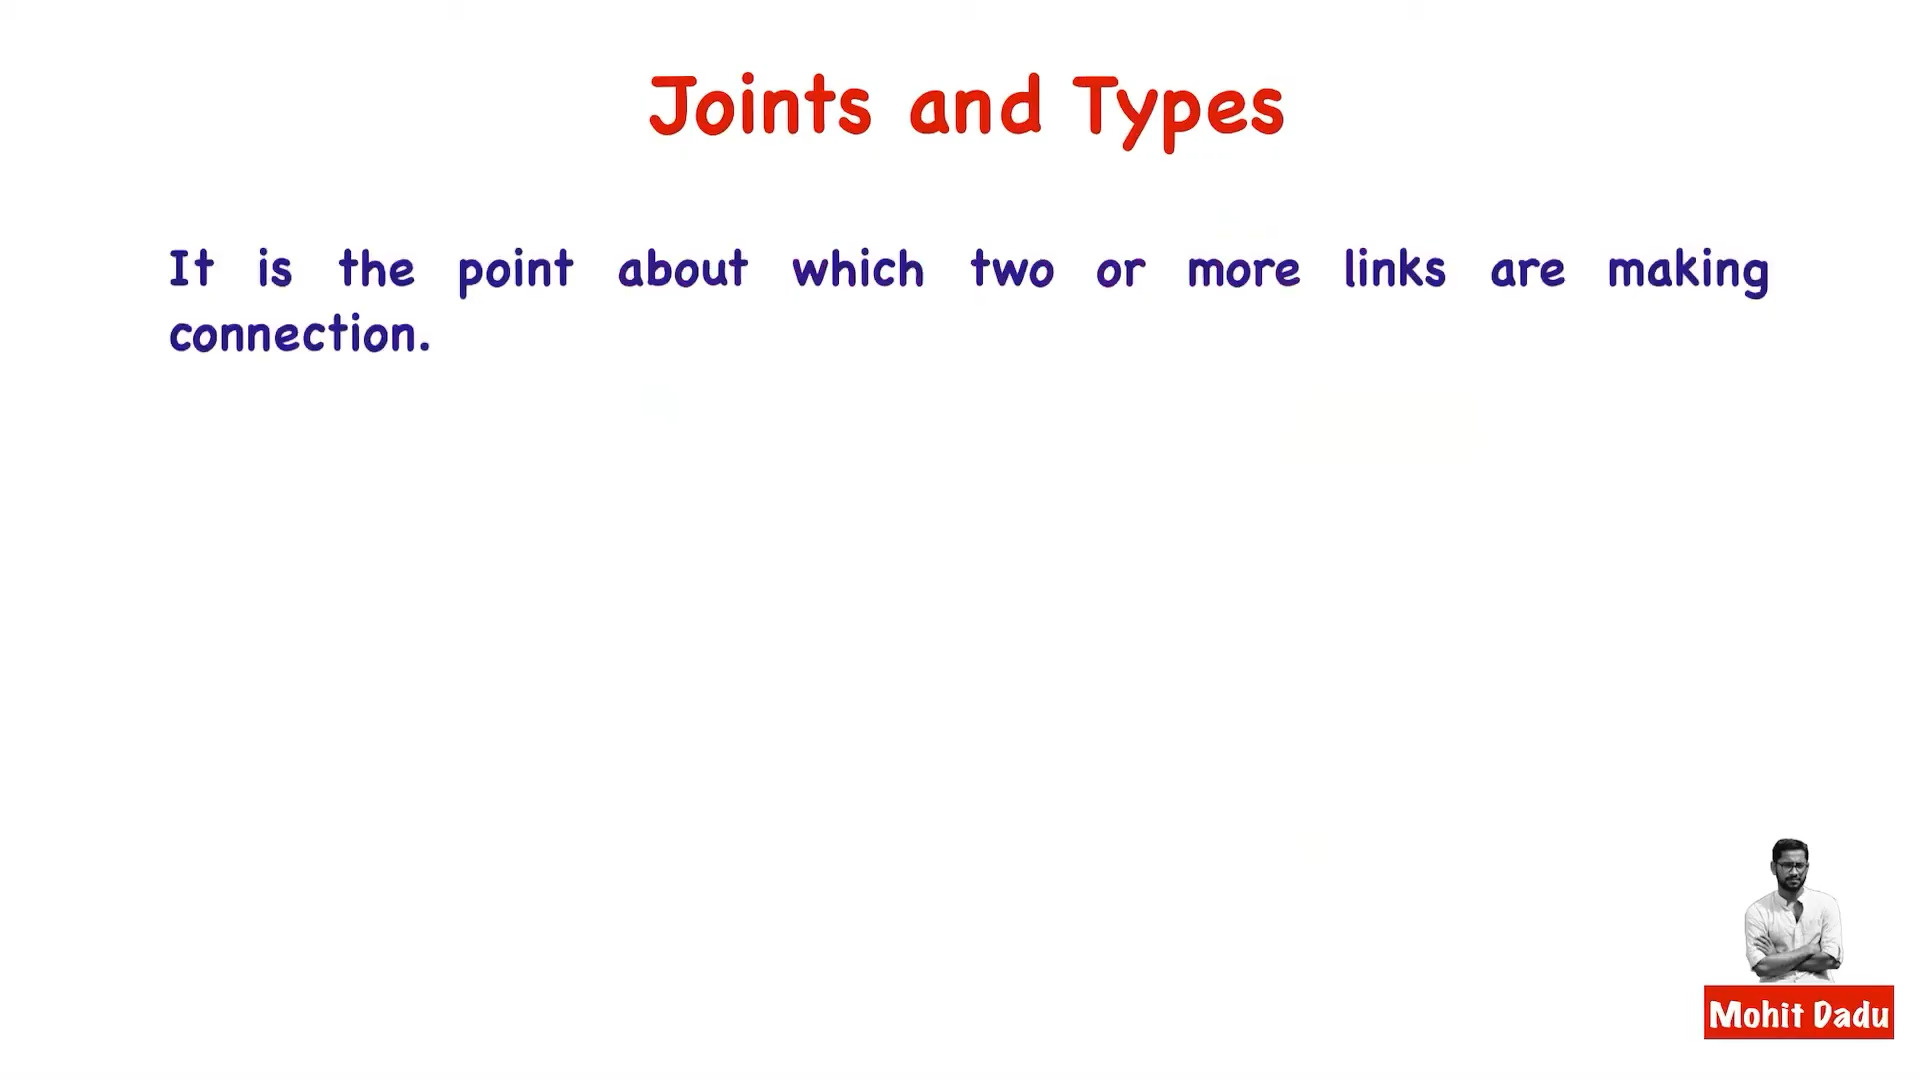 Joints and Types
It is the point about which two or more links are making
connection.
Mohit Dadu